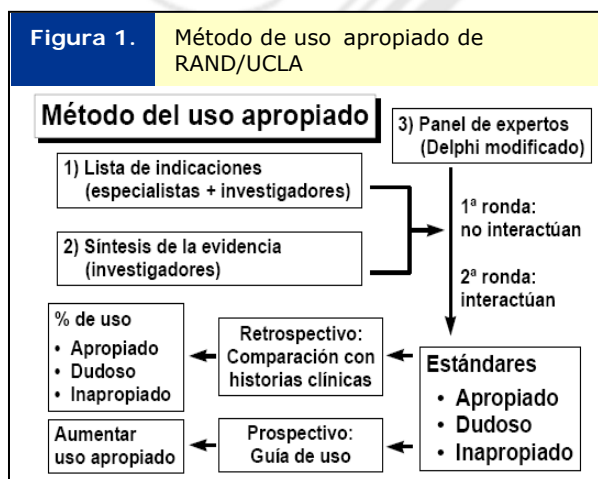 Figura 1.
Método de uso apropiado de
RAND/UCLA
Método del uso apropiado
3) Panel de expertos
(Delphi modificado)
1) Lista de indicaciones
(especialistas + investigadores)
1ª ronda:
no interactúan
2) Síntesis de la evidencia
(investigadores)
2ª ronda:
interactúan
% de uso
• Apropiado
• Dudoso
• Inapropiado
Retrospectivo:
Comparación con
historias clínicas
Estándares
• Apropiado
• Dudoso
• Inapropiado
Aumentar
uso apropiado
Prospectivo:
Guía de uso